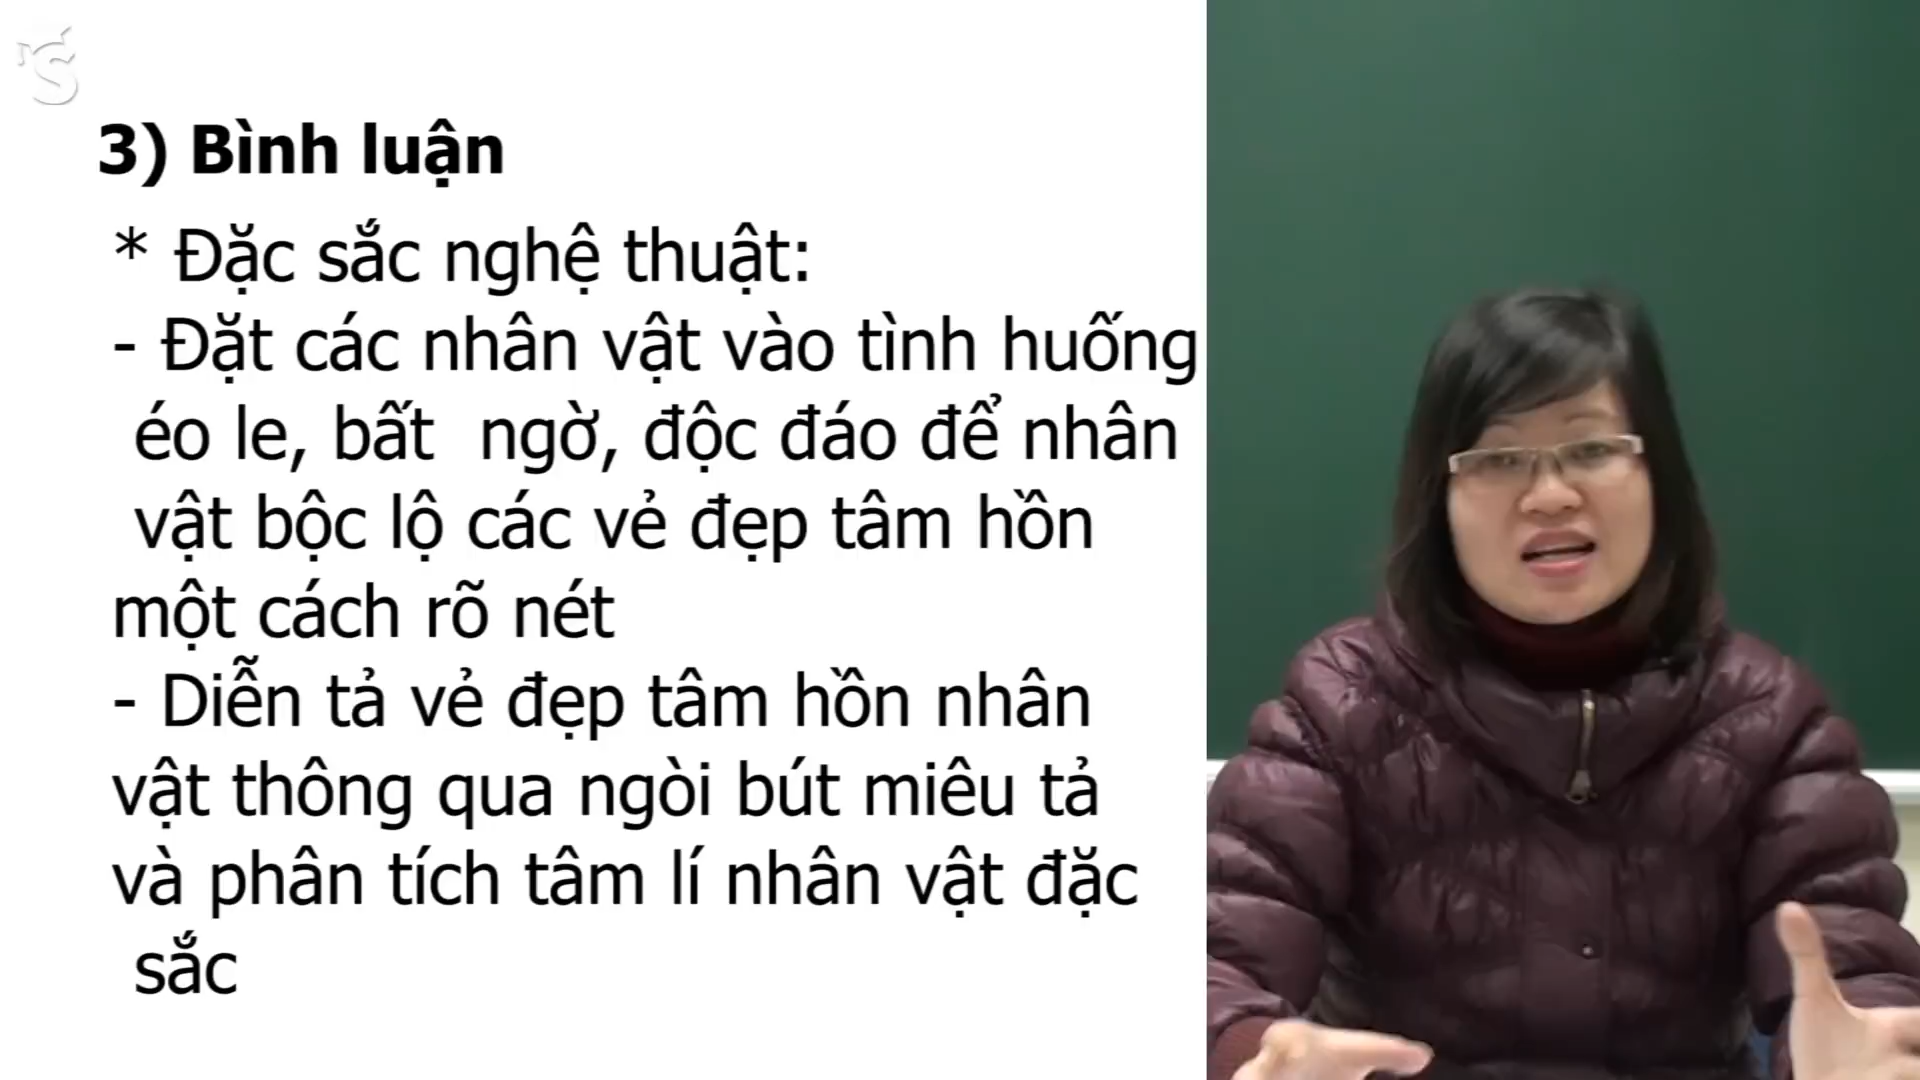 S
3) Bình luận
* Đặc sắc nghệ thuật:
- Đặt các nhân vật vào tình huống
éo le, bất ngờ, độc đáo để nhân
vật bộc lộ các vẻ đẹp tâm hồn
một cách rõ nét
- Diễn tả vẻ đẹp tâm hồn nhân
vật thông qua ngòi bút miêu tả
và phân tích tâm lí nhân vật đặc
sắc